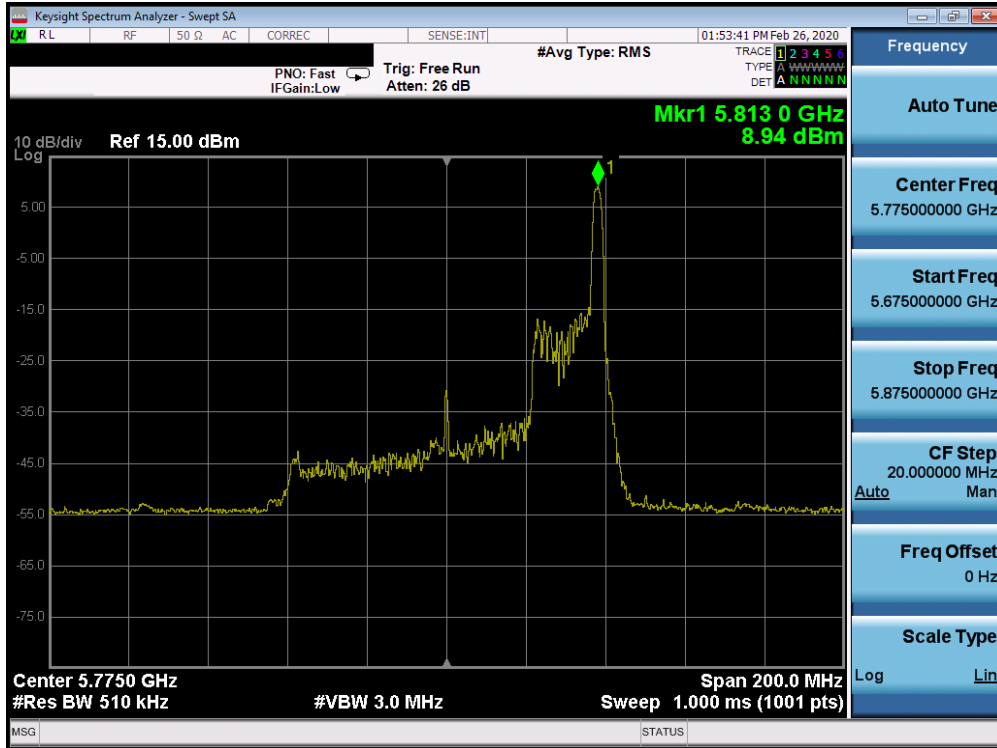 Keysight Spectrum Analyzer - Swept SA
LXI RL RF 50 Ω AC CORREC SENSE:INT 01:53:41 PM Feb 26, 2020
#Avg Type: RMS
TRACE 1 2 3 4 5 6
TYPE A WWWWW
DET A N N N N N
PNO: Fast
IFGain:Low
Trig: Free Run
Atten: 26 dB
Mkr1 5.813 0 GHz
8.94 dBm
10 dB/div Ref 15.00 dBm
Log
1
5.00
-5.00
-15.0
-25.0
-35.0
-45.0
-55.0
-65.0
-75.0
Center 5.7750 GHz
Span 200.0 MHz
#Res BW 510 kHz
#VBW 3.0 MHz
Sweep 1.000 ms (1001 pts)
MSG
STATUS
Frequency
Auto Tune
Center Freq
5.775000000 GHz
Start Freq
5.675000000 GHz
Stop Freq
5.875000000 GHz
CF Step
20.000000 MHz
Auto Man
Freq Offset
0 Hz
Scale Type
Log Lin